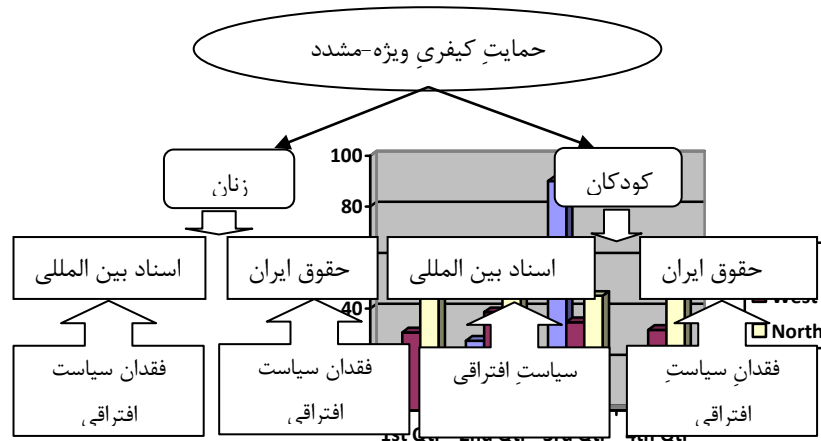 حمایتِ کیفریِ ویژه-مشدد
کودکان
زنان
100
80
40
حقوق ایران
اسناد بین المللی
حقوق ایران
اسناد بین المللی
West
North
فقدانِ سیاستِ
افتراقی
سیاستِ افتراقی
فقدان سیاست
افتراقی
فقدان سیاست
افتراقی